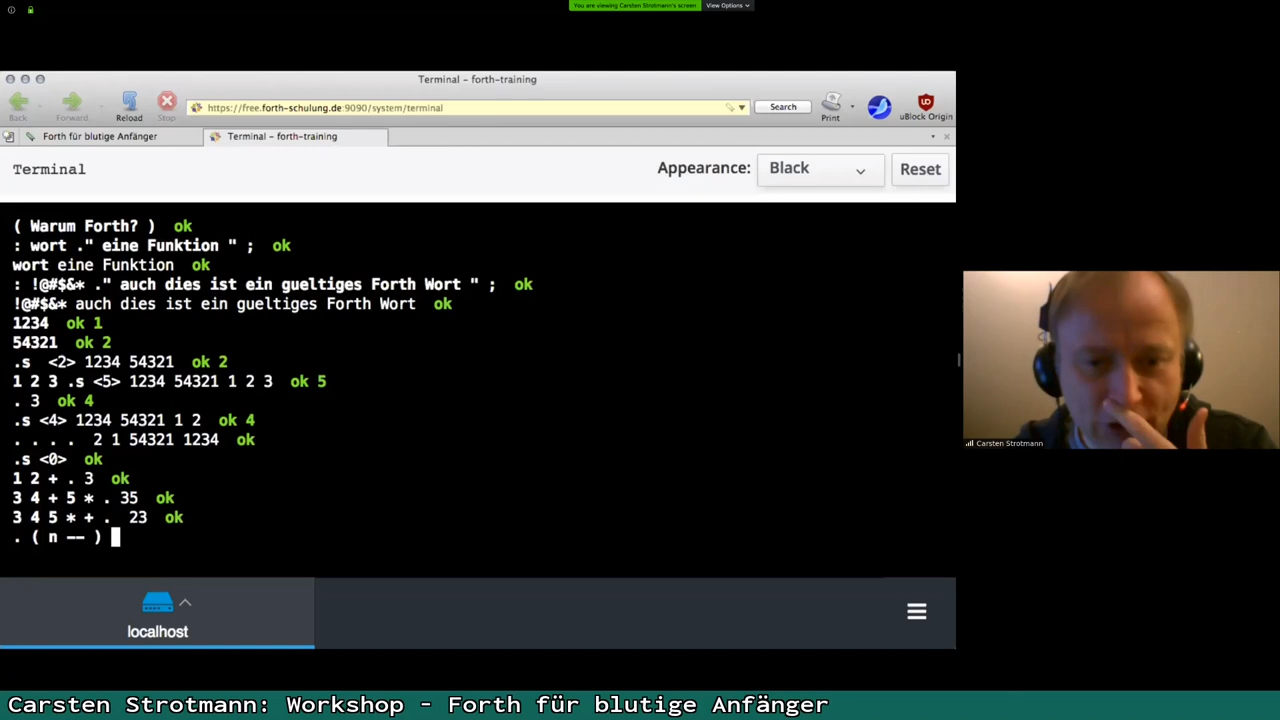 You are viewing Carsten Strotmann's screen View Options
Terminal - forth-training
Back Forward Reload Stop https://free.forth-schulung.de:9090/system/terminal Search Print uBlock Origin
Forth für blutige Anfänger Terminal - forth-training
Terminal Appearance: Black Reset
( Warum Forth? ) ok
: wort ." eine Funktion " ; ok
wort eine Funktion ok
: !@#$&* ." auch dies ist ein gueltiges Forth Wort " ; ok
!@#$&* auch dies ist ein gueltiges Forth Wort ok
1234 ok 1
54321 ok 2
.s <2> 1234 54321 ok 2
1 2 3 .s <5> 1234 54321 1 2 3 ok 5
. 3 ok 4
.s <4> 1234 54321 1 2 ok 4
. . . . 2 1 54321 1234 ok
.s <0> ok
1 2 + . 3 ok
3 4 + 5 * . 35 ok
3 4 5 * + . 23 ok
. ( n -- )
Carsten Strotmann
localhost
Carsten Strotmann: Workshop - Forth für blutige Anfänger